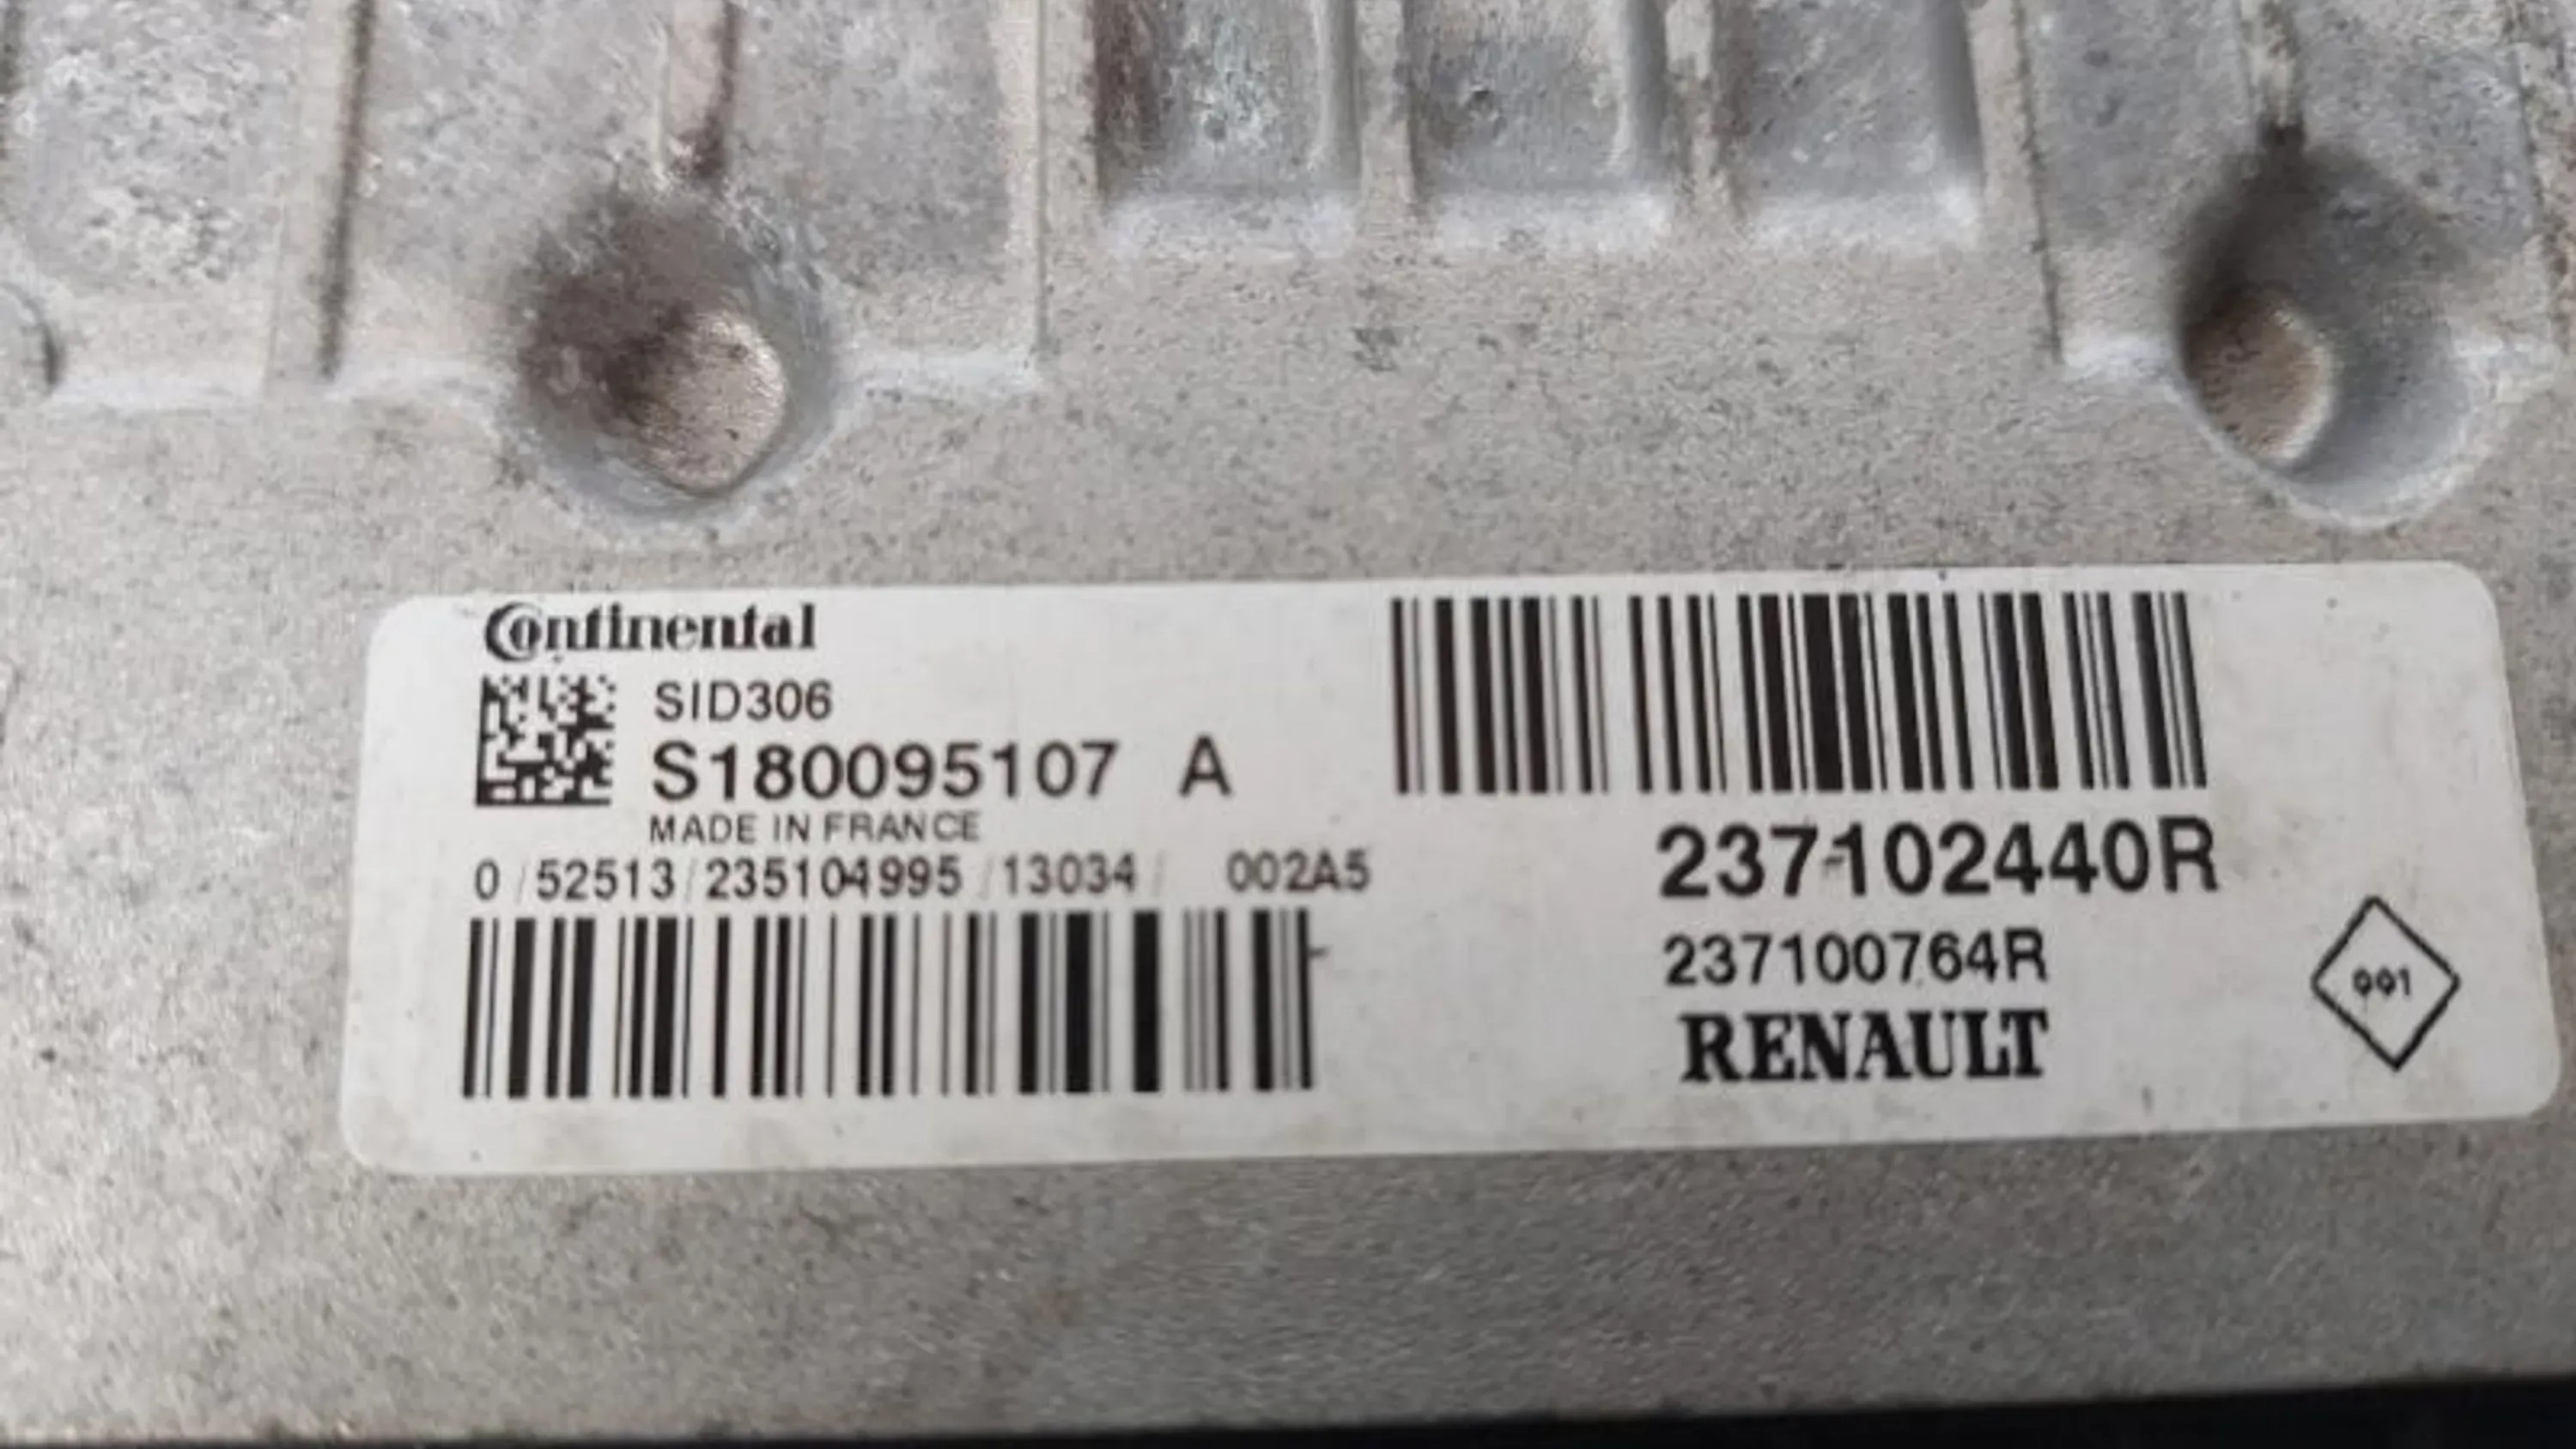 Continental
SID306
S180095107 A
MADE IN FRANCE
0 / 52513 / 235104995 / 13034 / 002A5
237102440R
237100764R
RENAULT
991